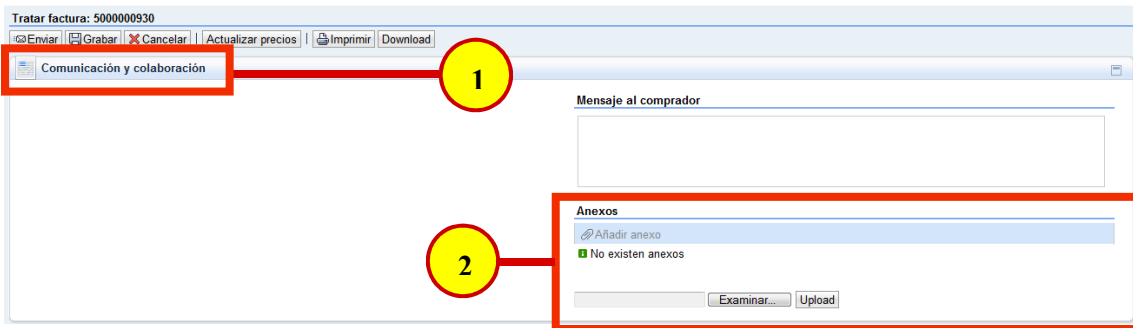 Tratar factura: 5000000930
Enviar Grabar Cancelar | Actualizar precios | Imprimir Download
Comunicación y colaboración
1
Mensaje al comprador
Anexos
Añadir anexo
No existen anexos
2
Examinar... Upload